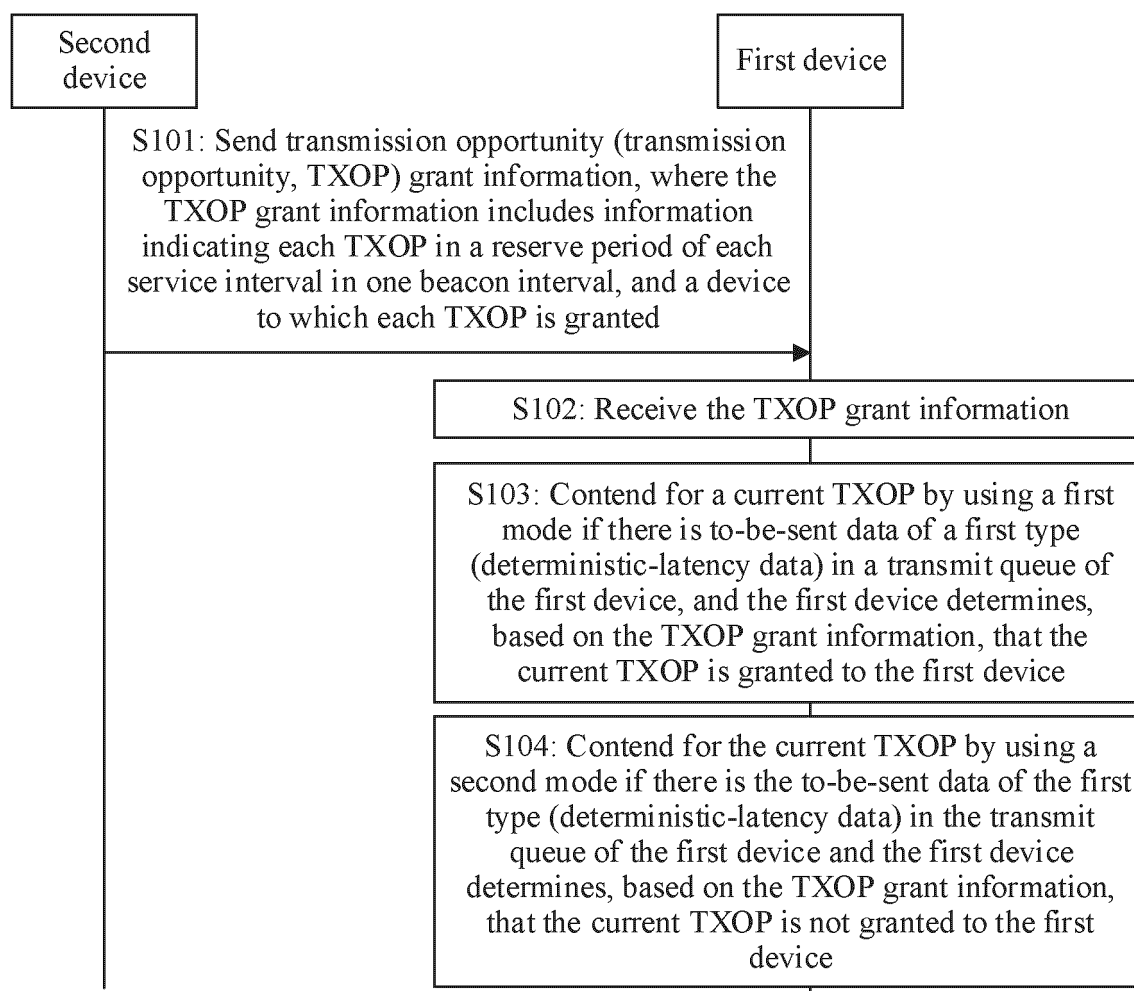 Second
device
First device
S101: Send transmission opportunity (transmission
opportunity, TXOP) grant information, where the
TXOP grant information includes information
indicating each TXOP in a reserve period of each
service interval in one beacon interval, and a device
to which each TXOP is granted
S102: Receive the TXOP grant information
S103: Contend for a current TXOP by using a first
mode if there is to-be-sent data of a first type
(deterministic-latency data) in a transmit queue of
the first device, and the first device determines,
based on the TXOP grant information, that the
current TXOP is granted to the first device
S104: Contend for the current TXOP by using a
second mode if there is the to-be-sent data of the first
type (deterministic-latency data) in the transmit
queue of the first device and the first device
determines, based on the TXOP grant information,
that the current TXOP is not granted to the first
device